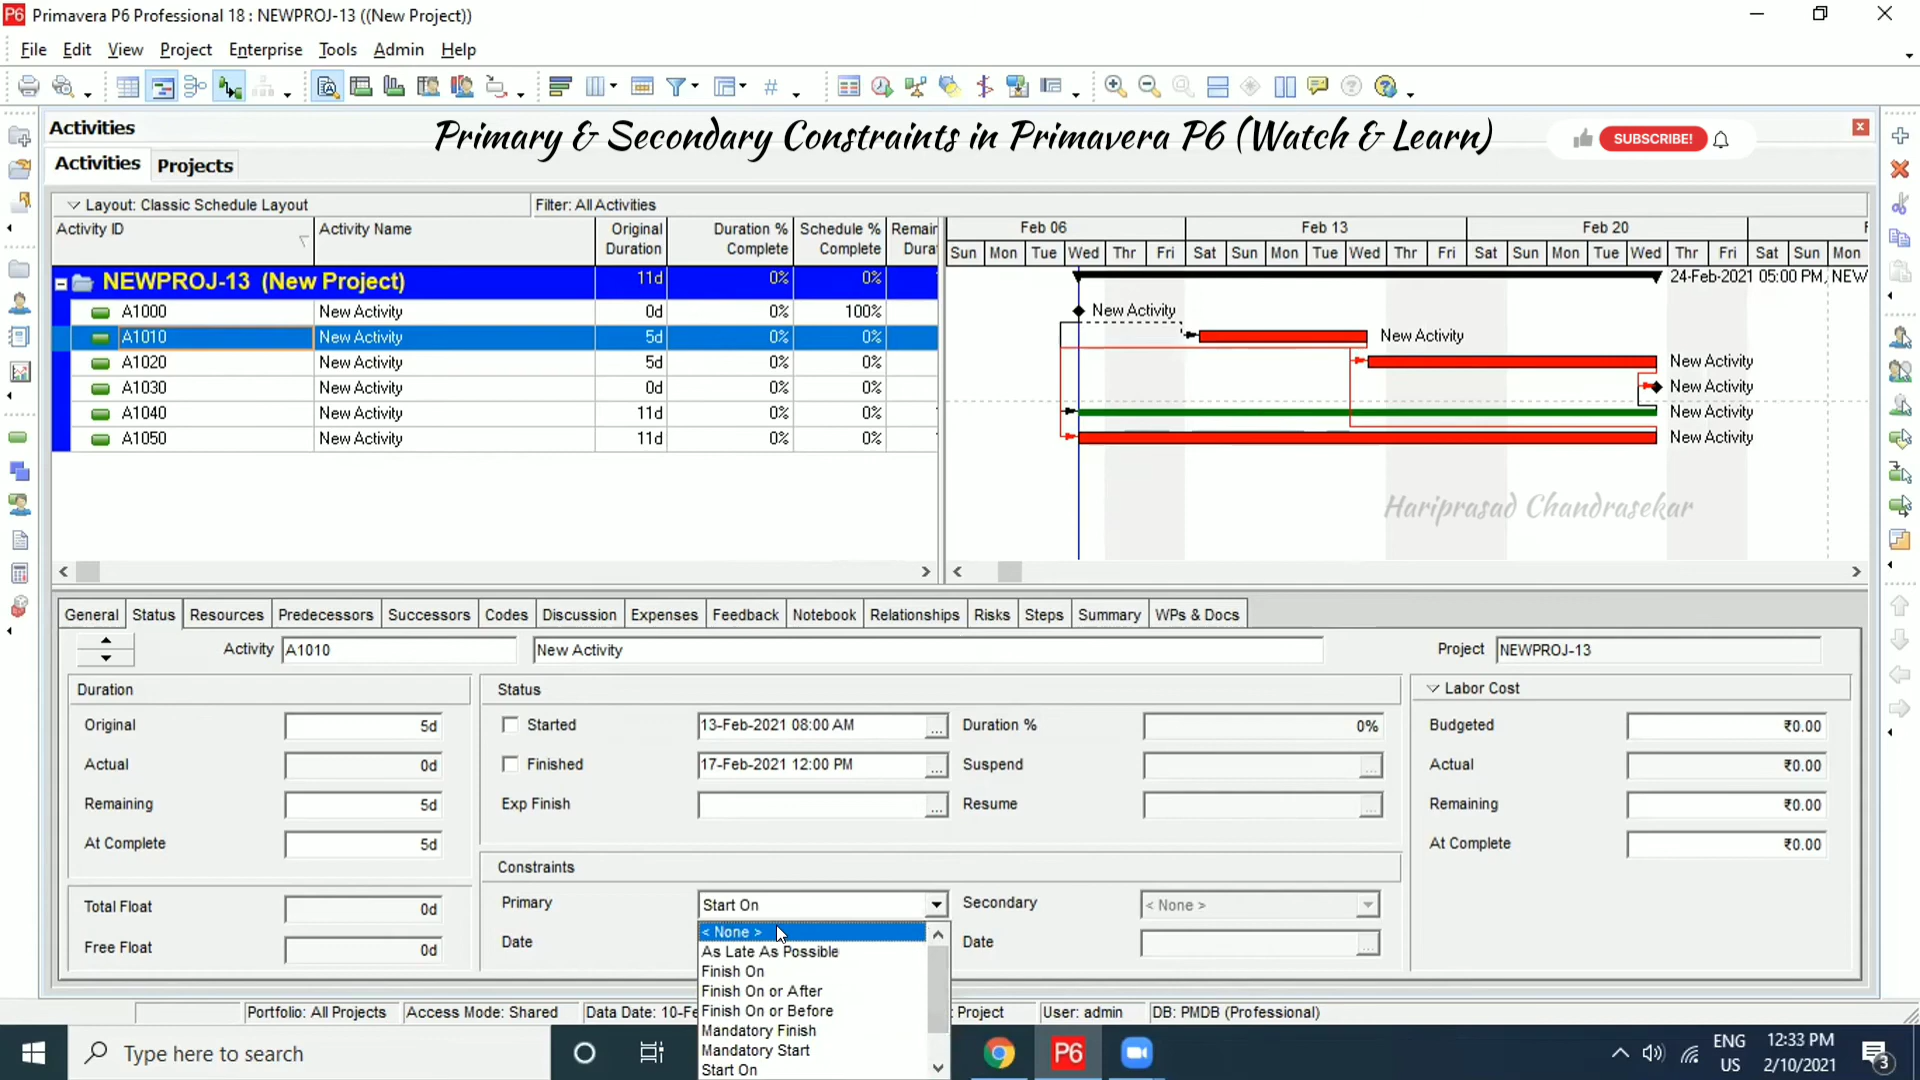 P6 Primavera P6 Professional 18 : NEWPROJ-13 ((New Project))
File Edit View Project Enterprise Tools Admin Help
Activities
Primary & Secondary Constraints in Primavera P6 (Watch & Learn)
SUBSCRIBE!
Activities Projects
Layout: Classic Schedule Layout Filter: All Activities
Activity ID Activity Name Original Duration Duration % Complete Schedule % Complete
Feb 06 Feb 13 Feb 20
Sun Mon Tue Wed Thr Fri Sat Sun Mon Tue Wed Thr Fri Sat Sun Mon Tue Wed Thr Fri Sat Sun Mon
NEWPROJ-13 (New Project) 11d 0% 0% 24-Feb-2021 05:00 PM, NEW
A1000 New Activity 0d 0% 100% New Activity
A1010 New Activity 5d 0% 0% New Activity
A1020 New Activity 5d 0% 0% New Activity
A1030 New Activity 0d 0% 0% New Activity
A1040 New Activity 11d 0% 0% New Activity
A1050 New Activity 11d 0% 0% New Activity
Hariprasad Chandrasekar
General Status Resources Predecessors Successors Codes Discussion Expenses Feedback Notebook Relationships Risks Steps Summary WPs & Docs
Activity A1010 New Activity Project NEWPROJ-13
Duration Status Labor Cost
Original 5d Started 13-Feb-2021 08:00 AM Duration % 0% Budgeted ₹0.00
Actual 0d Finished 17-Feb-2021 12:00 PM Suspend Actual ₹0.00
Remaining 5d Exp Finish Resume Remaining ₹0.00
At Complete 5d At Complete ₹0.00
Constraints
Total Float 0d Primary Start On Secondary < None >
Free Float 0d Date Date
< None >
As Late As Possible
Finish On
Finish On or After
Finish On or Before
Mandatory Finish
Mandatory Start
Start On
Portfolio: All Projects Access Mode: Shared Data Date: 10-Fe Project User: admin DB: PMDB (Professional)
Type here to search P6 ENG US 12:33 PM 2/10/2021 3